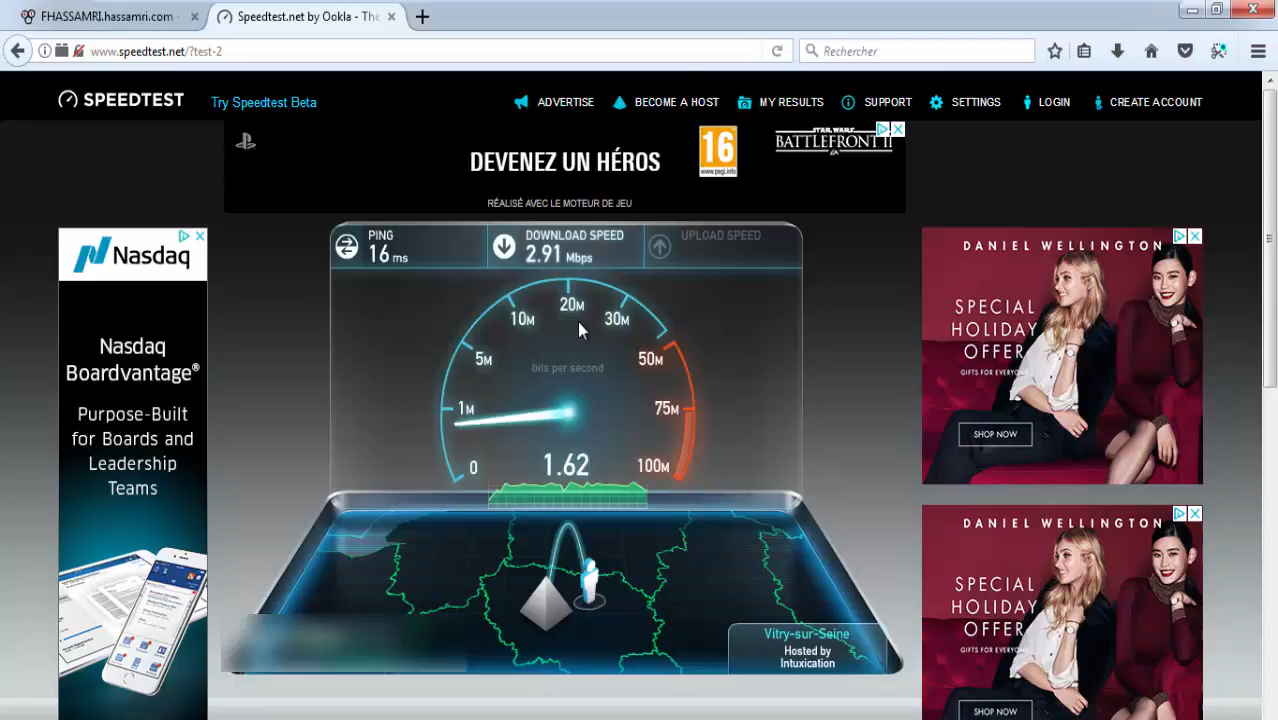 FHASSAMRI.hassamri.com
Speedtest.net by Ookla - The
www.speedtest.net/?test-2
Rechercher
SPEEDTEST
Try Speedtest Beta
ADVERTISE
BECOME A HOST
MY RESULTS
SUPPORT
SETTINGS
LOGIN
CREATE ACCOUNT
DEVENEZ UN HÉROS
16
www.pegi.info
STAR WARS
BATTLEFRONT II
RÉALISÉ AVEC LE MOTEUR DE JEU
Nasdaq
Nasdaq
Boardvantage®
Purpose-Built
for Boards and
Leadership
Teams
PING
16 ms
DOWNLOAD SPEED
2.91 Mbps
UPLOAD SPEED
20M
10M
30M
5M
50M
bits per second
1M
75M
0
1.62
100M
Vitry-sur-Seine
Hosted by
Intuxication
DANIEL WELLINGTON
SPECIAL
HOLIDAY
OFFER
GIFTS FOR EVERYONE
SHOP NOW
DANIEL WELLINGTON
SPECIAL
HOLIDAY
OFFER
GIFTS FOR EVERYONE
SHOP NOW